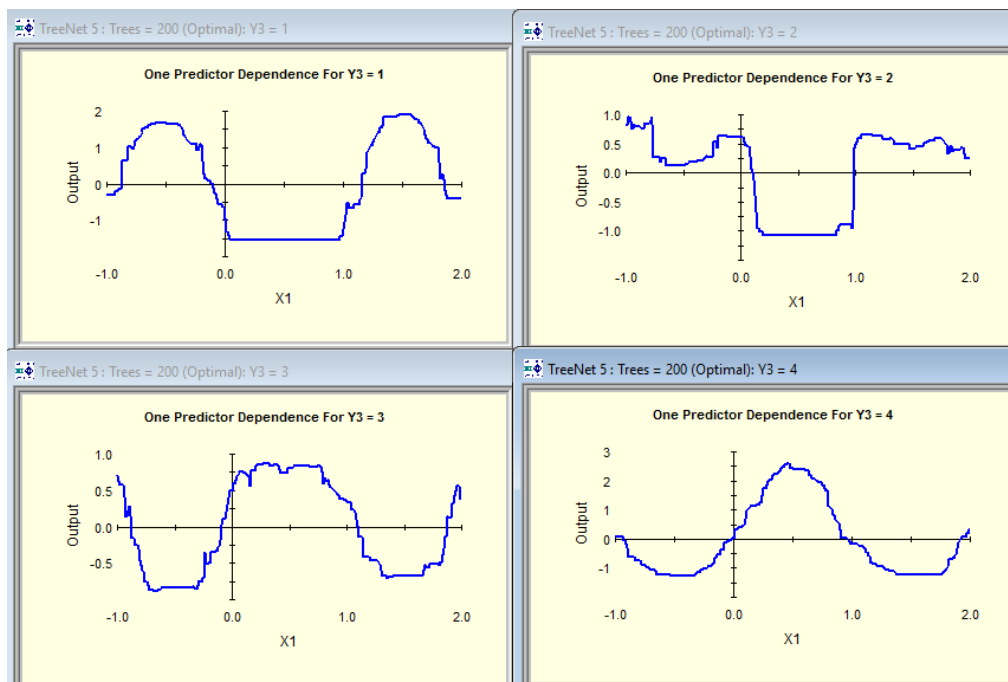 TreeNet 5 : Trees = 200 (Optimal): Y3 = 1
One Predictor Dependence For Y3 = 1
2
1
0
-1
Output
-1.0 0.0 1.0 2.0
X1
TreeNet 5 : Trees = 200 (Optimal): Y3 = 2
One Predictor Dependence For Y3 = 2
1.0
0.5
0.0
-0.5
-1.0
Output
-1.0 0.0 1.0 2.0
X1
TreeNet 5 : Trees = 200 (Optimal): Y3 = 3
One Predictor Dependence For Y3 = 3
1.0
0.5
0.0
-0.5
Output
-1.0 0.0 1.0 2.0
X1
TreeNet 5 : Trees = 200 (Optimal): Y3 = 4
One Predictor Dependence For Y3 = 4
3
2
1
0
-1
Output
-1.0 0.0 1.0 2.0
X1